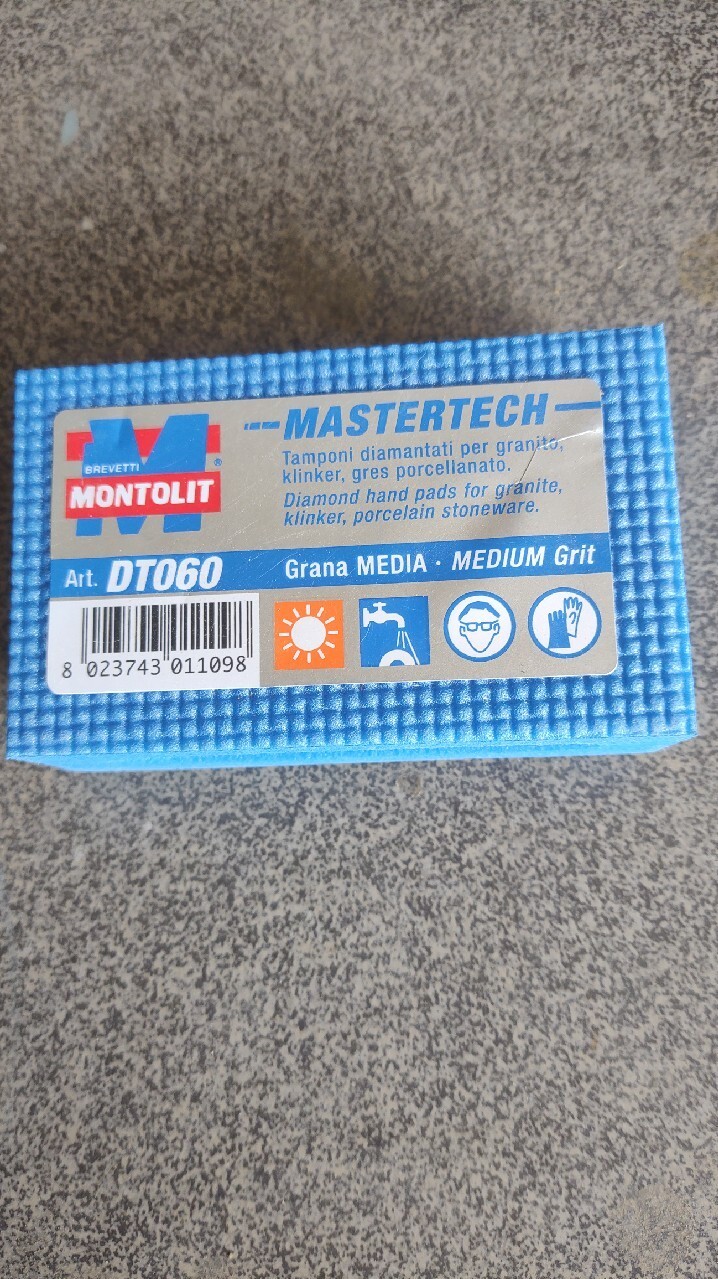 BREVETTI
®
MONTOLIT
MASTERTECH
Tamponi diamantati per granito,
klinker, gres porcellanato.
Diamond hand pads for granite,
klinker, porcelain stoneware.
Art. DT060
Grana MEDIA · MEDIUM Grit
8 023743 011098